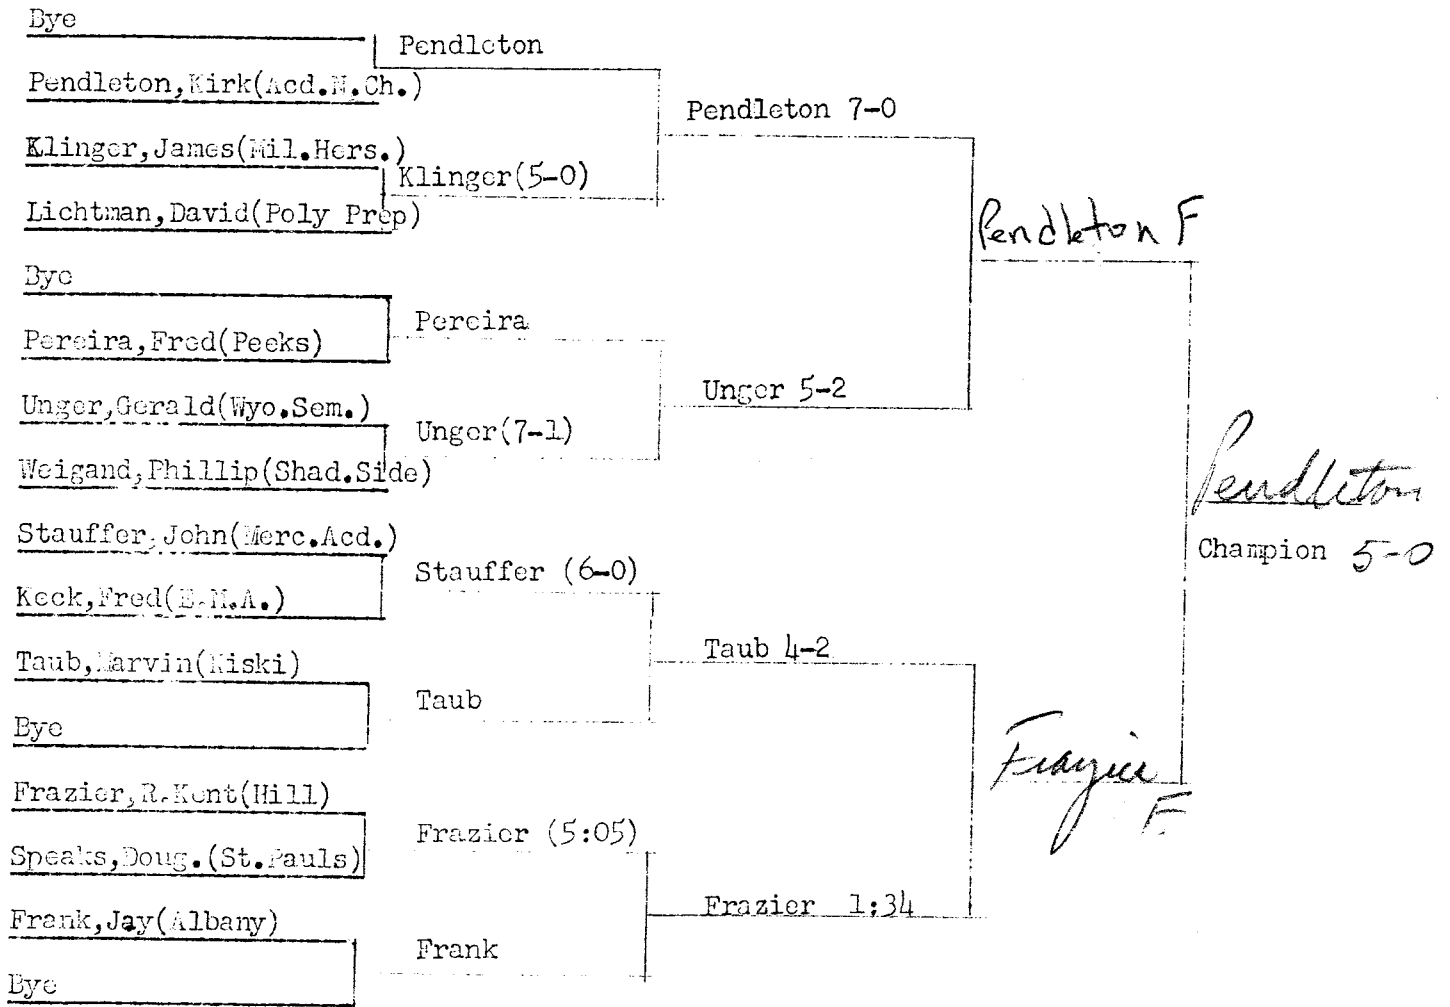 Bye
Pendleton
Pendleton,Kirk(Acd.N.Ch.)
Pendleton 7-0
Klinger,James(Mil.Hers.)
Klinger(5-0)
Lichtman,David(Poly Prep)
Pendleton F
Bye
Pereira
Pereira,Fred(Peeks)
Unger 5-2
Unger,Gerald(Wyo.Sem.)
Unger(7-1)
Weigand,Phillip(Shad.Side)
Pendleton
Stauffer,John(Merc.Acd.)
Champion 5-0
Stauffer (6-0)
Keck,Fred(E.M.A.)
Taub 4-2
Taub,Marvin(Kiski)
Taub
Bye
Frazier F
Frazier,R.Kent(Hill)
Frazier (5:05)
Speaks,Doug.(St.Pauls)
Frazier 1:34
Frank,Jay(Albany)
Frank
Bye